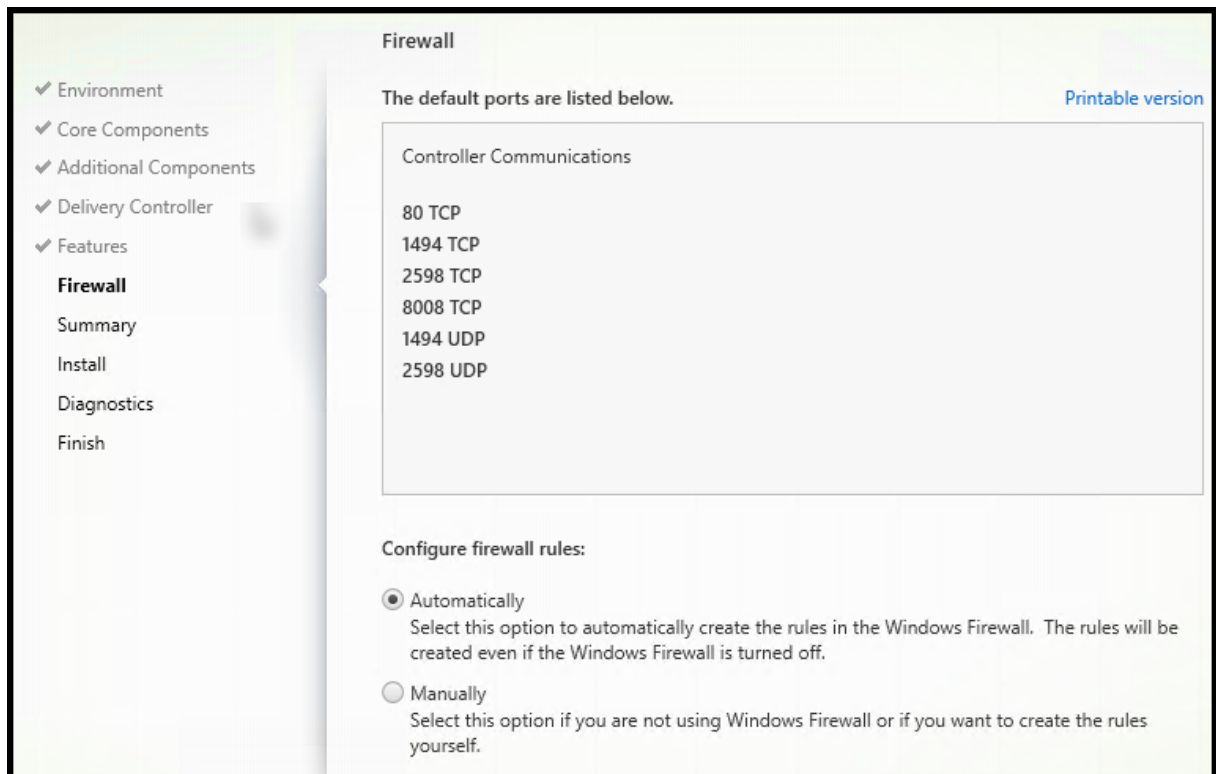 Environment
Core Components
Additional Components
Delivery Controller
Features
Firewall
Summary
Install
Diagnostics
Finish
Firewall
The default ports are listed below.
Printable version
Controller Communications
80 TCP
1494 TCP
2598 TCP
8008 TCP
1494 UDP
2598 UDP
Configure firewall rules:
Automatically
Select this option to automatically create the rules in the Windows Firewall. The rules will be
created even if the Windows Firewall is turned off.
Manually
Select this option if you are not using Windows Firewall or if you want to create the rules
yourself.